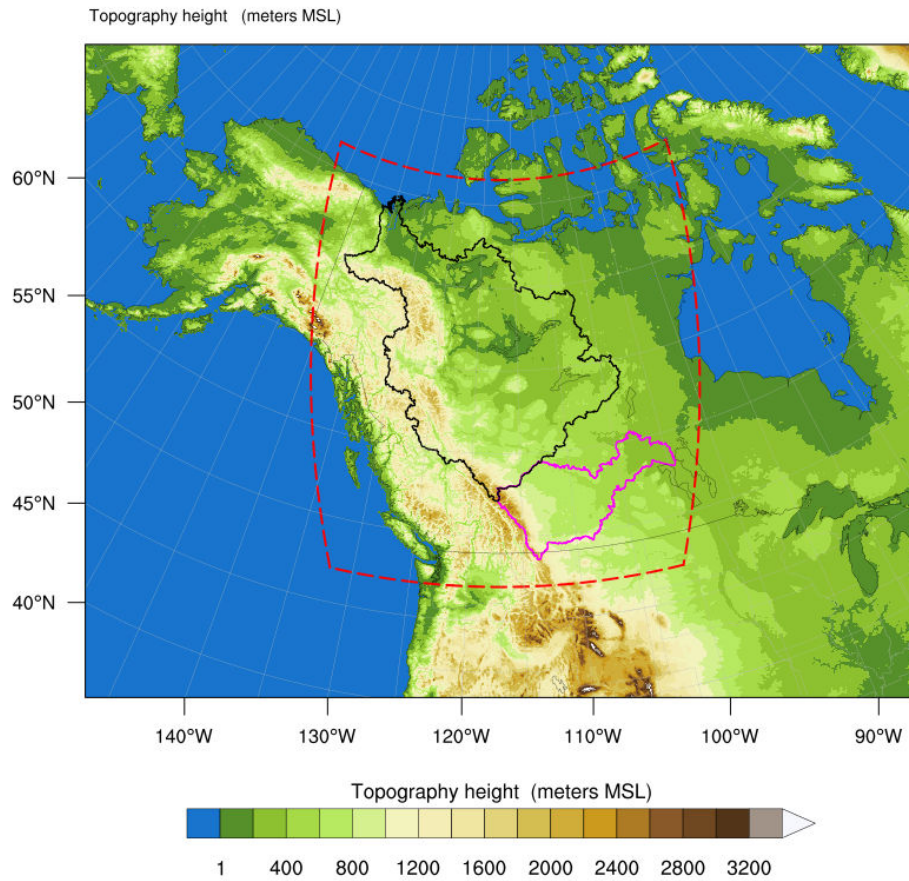 Topography height (meters MSL)
60°N
55°N
50°N
45°N
40°N
140°W
130°W
120°W
110°W
100°W
90°W
Topography height (meters MSL)
1
400
800
1200
1600
2000
2400
2800
3200